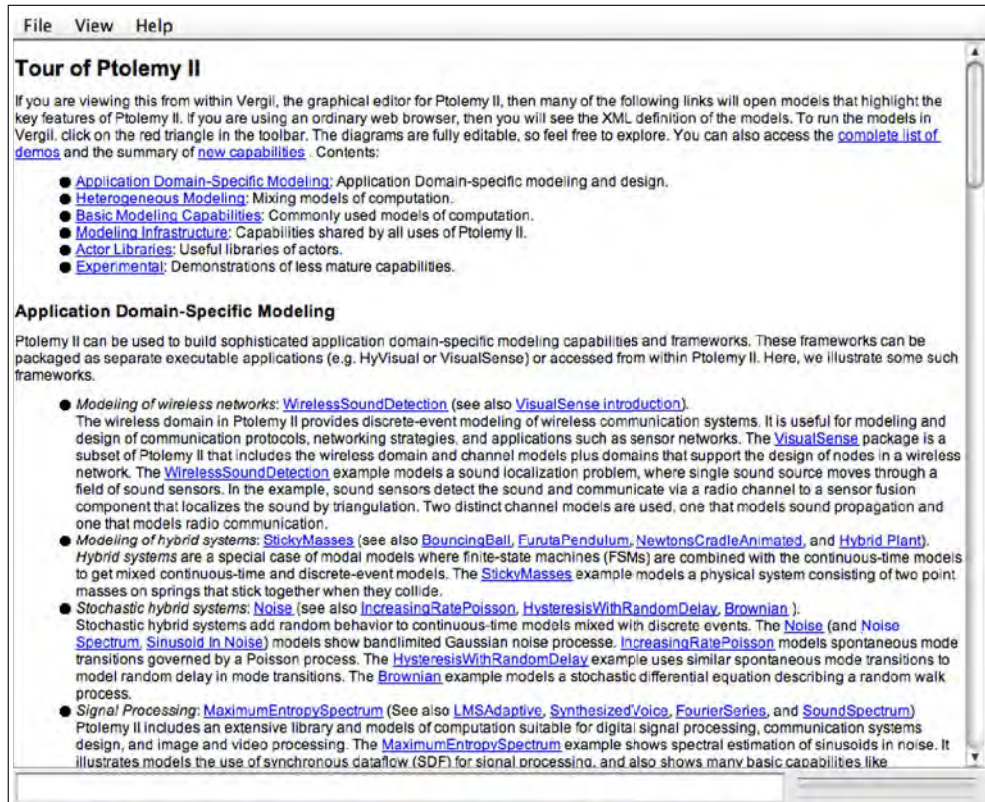 File View Help
Tour of Ptolemy II
If you are viewing this from within Vergil, the graphical editor for Ptolemy II, then many of the following links will open models that highlight the
key features of Ptolemy II. If you are using an ordinary web browser, then you will see the XML definition of the models. To run the models in
Vergil, click on the red triangle in the toolbar. The diagrams are fully editable, so feel free to explore. You can also access the complete list of
demos and the summary of new capabilities . Contents:
● Application Domain-Specific Modeling: Application Domain-specific modeling and design.
● Heterogeneous Modeling: Mixing models of computation.
● Basic Modeling Capabilities: Commonly used models of computation.
● Modeling Infrastructure: Capabilities shared by all uses of Ptolemy II.
● Actor Libraries: Useful libraries of actors.
● Experimental: Demonstrations of less mature capabilities.
Application Domain-Specific Modeling
Ptolemy II can be used to build sophisticated application domain-specific modeling capabilities and frameworks. These frameworks can be
packaged as separate executable applications (e.g. HyVisual or VisualSense) or accessed from within Ptolemy II. Here, we illustrate some such
frameworks.
● Modeling of wireless networks: WirelessSoundDetection (see also VisualSense introduction).
The wireless domain in Ptolemy II provides discrete-event modeling of wireless communication systems. It is useful for modeling and
design of communication protocols, networking strategies, and applications such as sensor networks. The VisualSense package is a
subset of Ptolemy II that includes the wireless domain and channel models plus domains that support the design of nodes in a wireless
network. The WirelessSoundDetection example models a sound localization problem, where single sound source moves through a
field of sound sensors. In the example, sound sensors detect the sound and communicate via a radio channel to a sensor fusion
component that localizes the sound by triangulation. Two distinct channel models are used, one that models sound propagation and
one that models radio communication.
● Modeling of hybrid systems: StickyMasses (see also BouncingBall, FurutaPendulum, NewtonsCradleAnimated, and Hybrid Plant).
Hybrid systems are a special case of modal models where finite-state machines (FSMs) are combined with the continuous-time models
to get mixed continuous-time and discrete-event models. The StickyMasses example models a physical system consisting of two point
masses on springs that stick together when they collide.
● Stochastic hybrid systems: Noise (see also IncreasingRatePoisson, HysteresisWithRandomDelay, Brownian ).
Stochastic hybrid systems add random behavior to continuous-time models mixed with discrete events. The Noise (and Noise
Spectrum, Sinusoid In Noise) models show bandlimited Gaussian noise processe. IncreasingRatePoisson models spontaneous mode
transitions governed by a Poisson process. The HysteresisWithRandomDelay example uses similar spontaneous mode transitions to
model random delay in mode transitions. The Brownian example models a stochastic differential equation describing a random walk
process.
● Signal Processing: MaximumEntropySpectrum (See also LMSAdaptive, SynthesizedVoice, FourierSeries, and SoundSpectrum)
Ptolemy II includes an extensive library and models of computation suitable for digital signal processing, communication systems
design, and image and video processing. The MaximumEntropySpectrum example shows spectral estimation of sinusoids in noise. It
illustrates models the use of synchronous dataflow (SDF) for signal processing, and also shows many basic capabilities like